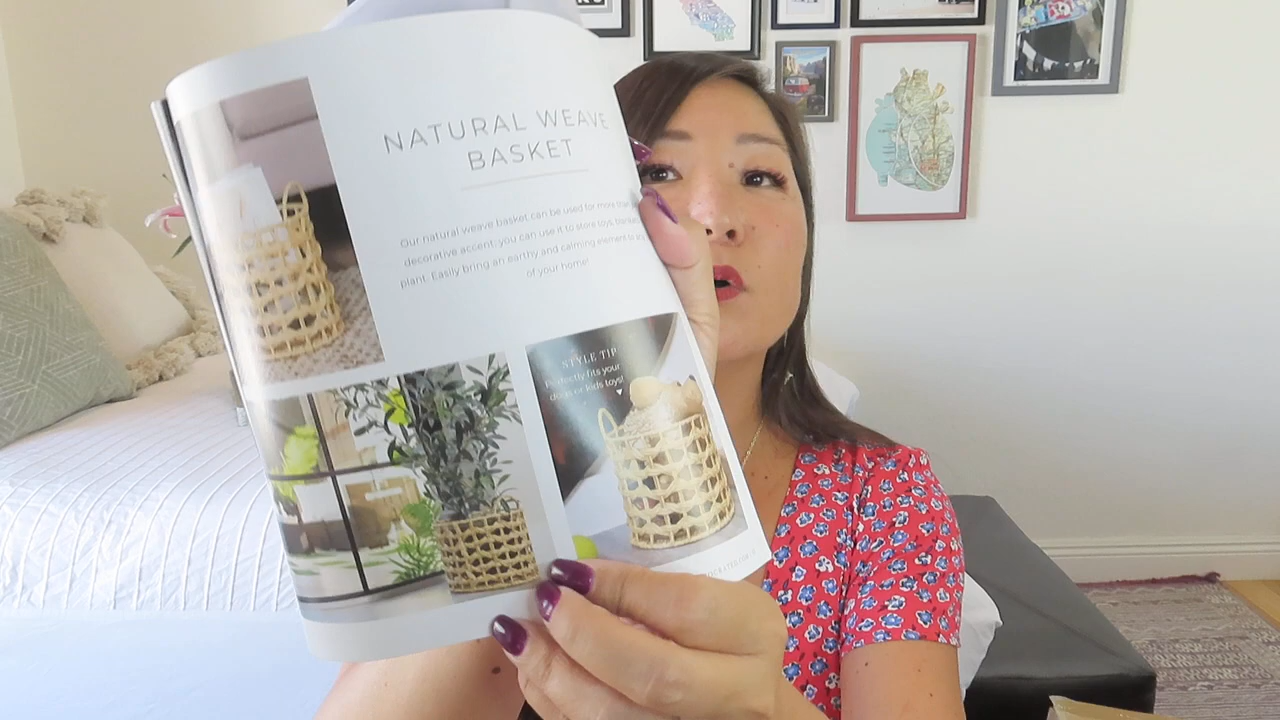 NATURAL WEAVE
BASKET
Our natural weave basket can be used for more than
decorative accent: you can use it to store toys,
plant. Easily bring an earthy and calming element to
of your home!
STYLE TIP
Perfectly fits your
dogs or kids toys!